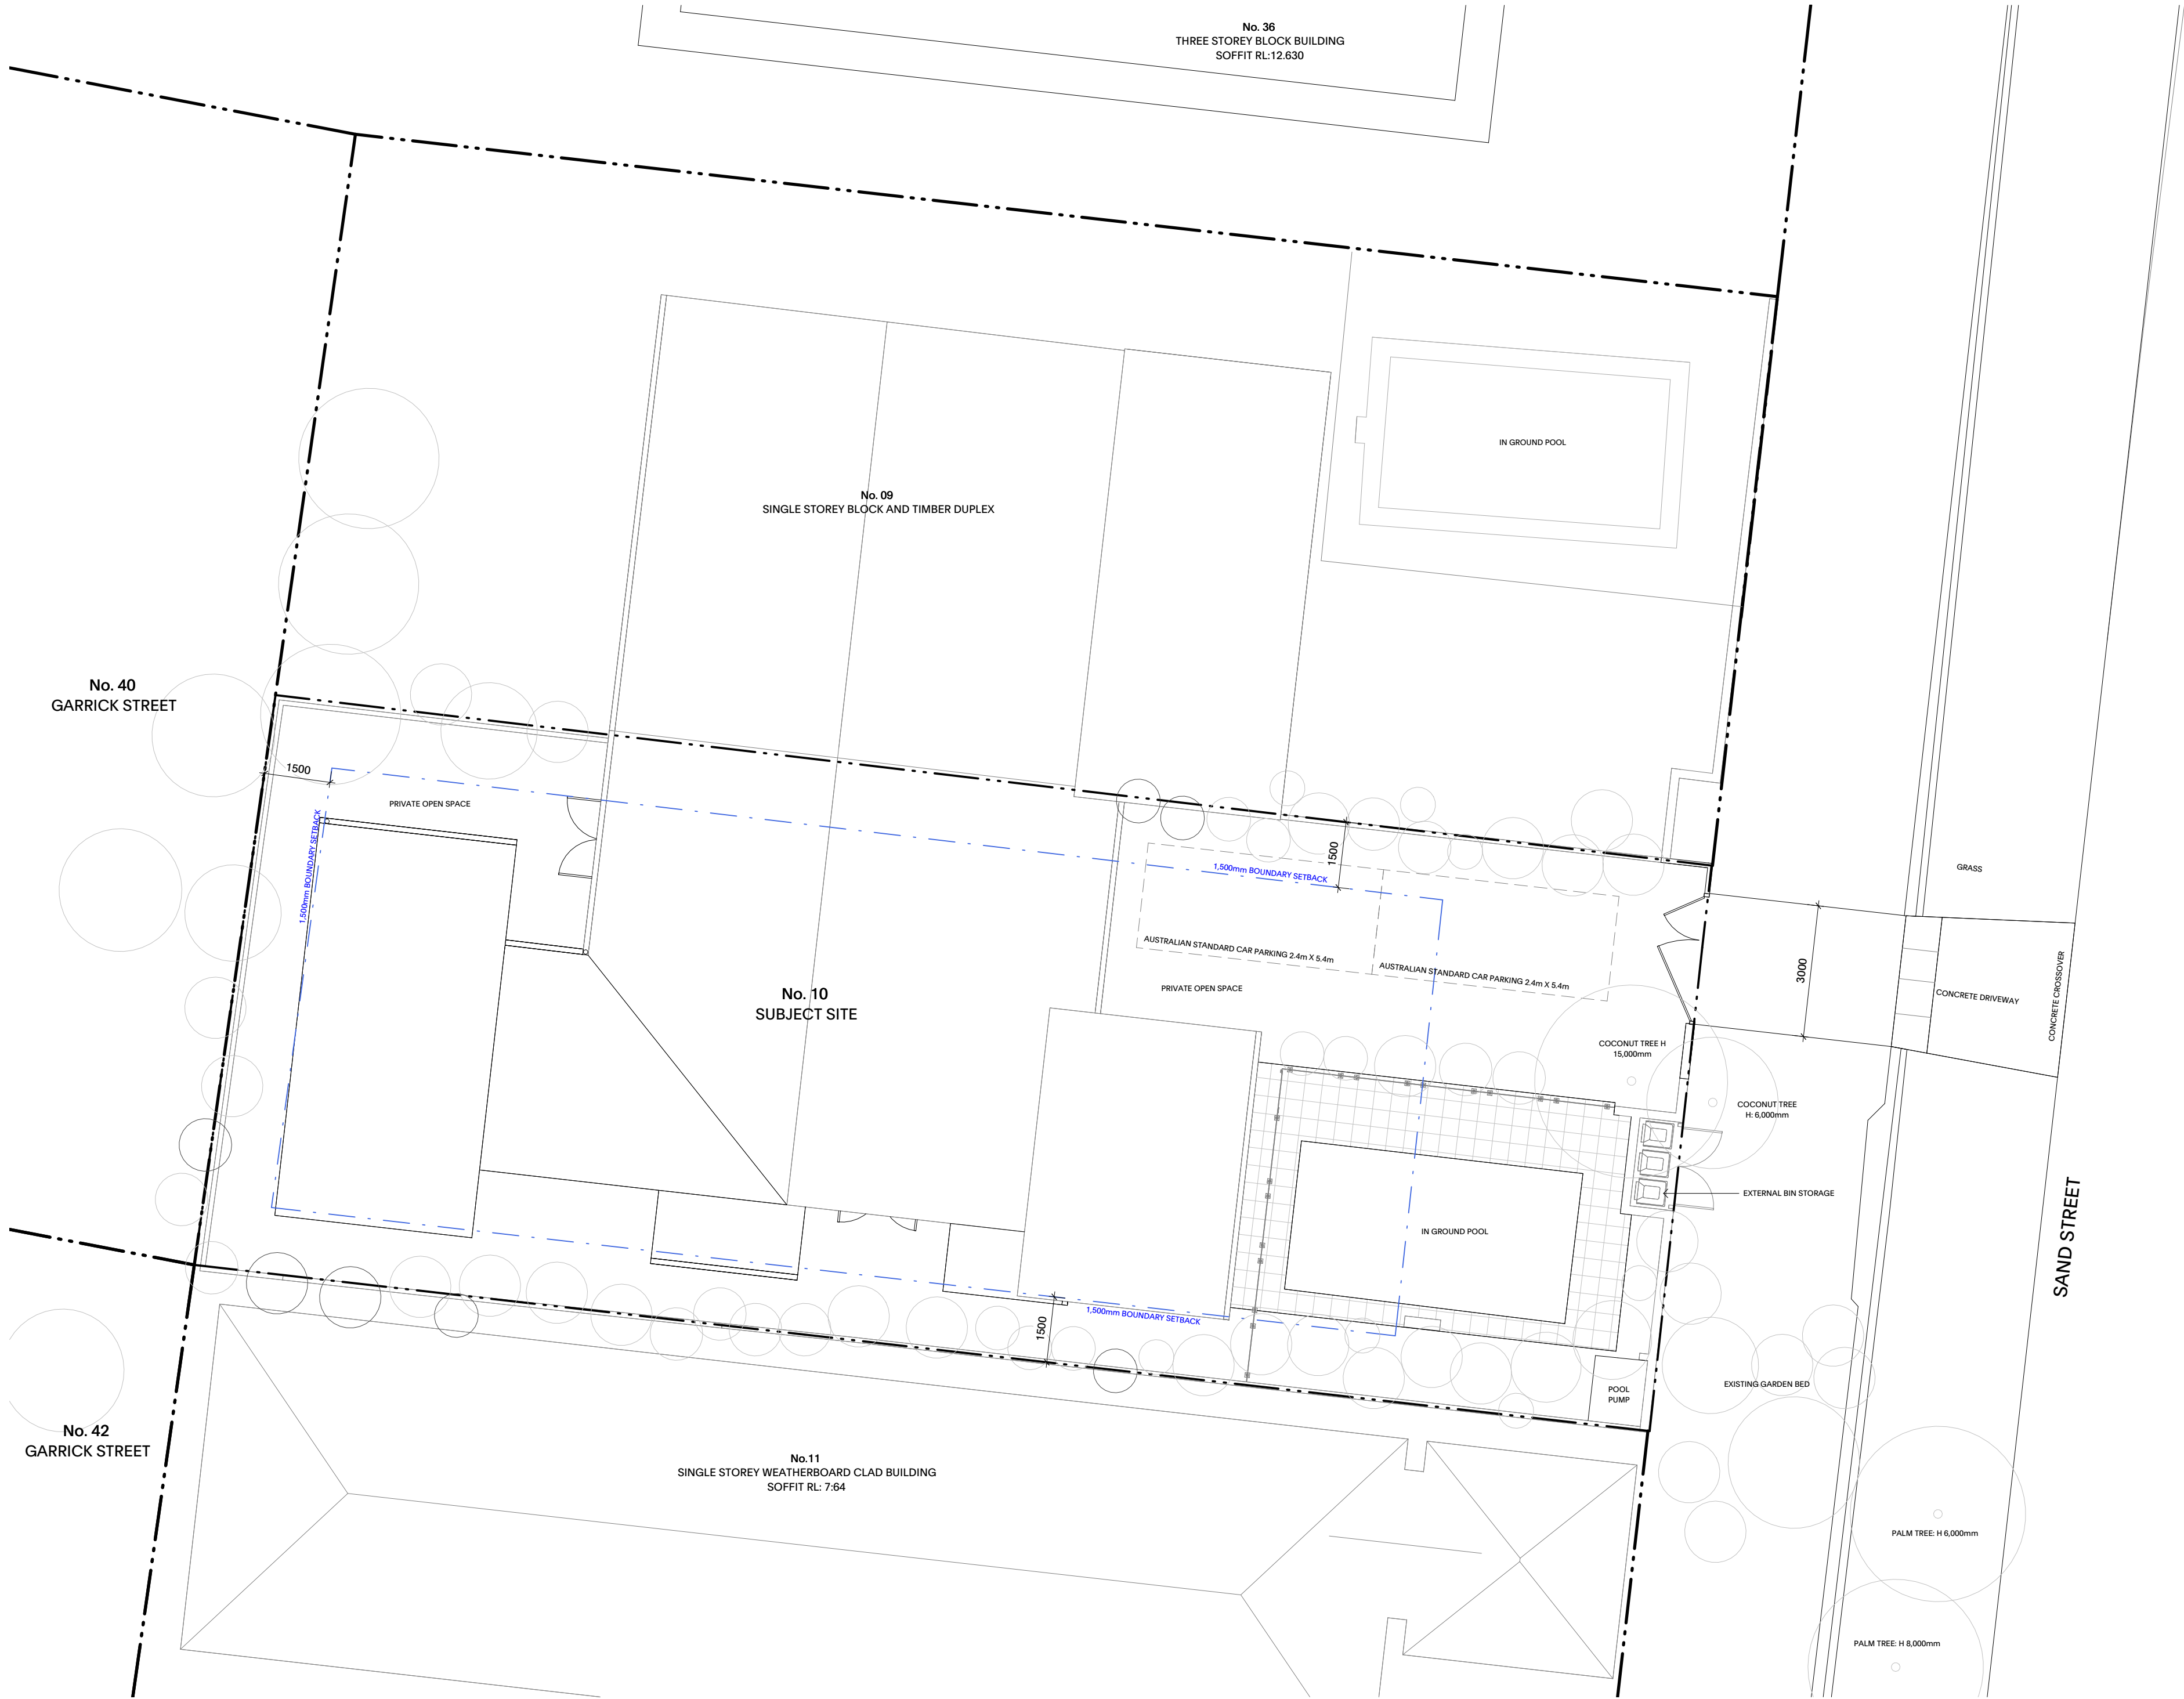 No. 36
THREE STOREY BLOCK BUILDING
SOFFIT RL:12.630
IN GROUND POOL
No. 09
SINGLE STOREY BLOCK AND TIMBER DUPLEX
No. 40
GARRICK STREET
1500
PRIVATE OPEN SPACE
1,500mm BOUNDARY SETBACK
1500
1,500mm BOUNDARY SETBACK
GRASS
AUSTRALIAN STANDARD CAR PARKING 2.4m X 5.4m
AUSTRALIAN STANDARD CAR PARKING 2.4m X 5.4m
PRIVATE OPEN SPACE
3000
CONCRETE DRIVEWAY
CONCRETE CROSSOVER
No. 10
SUBJECT SITE
COCONUT TREE H
15,000mm
COCONUT TREE
H: 6,000mm
EXTERNAL BIN STORAGE
SAND STREET
IN GROUND POOL
1,500mm BOUNDARY SETBACK
1500
POOL
PUMP
EXISTING GARDEN BED
No. 42
GARRICK STREET
No.11
SINGLE STOREY WEATHERBOARD CLAD BUILDING
SOFFIT RL: 7:64
PALM TREE: H 6,000mm
PALM TREE: H 8,000mm